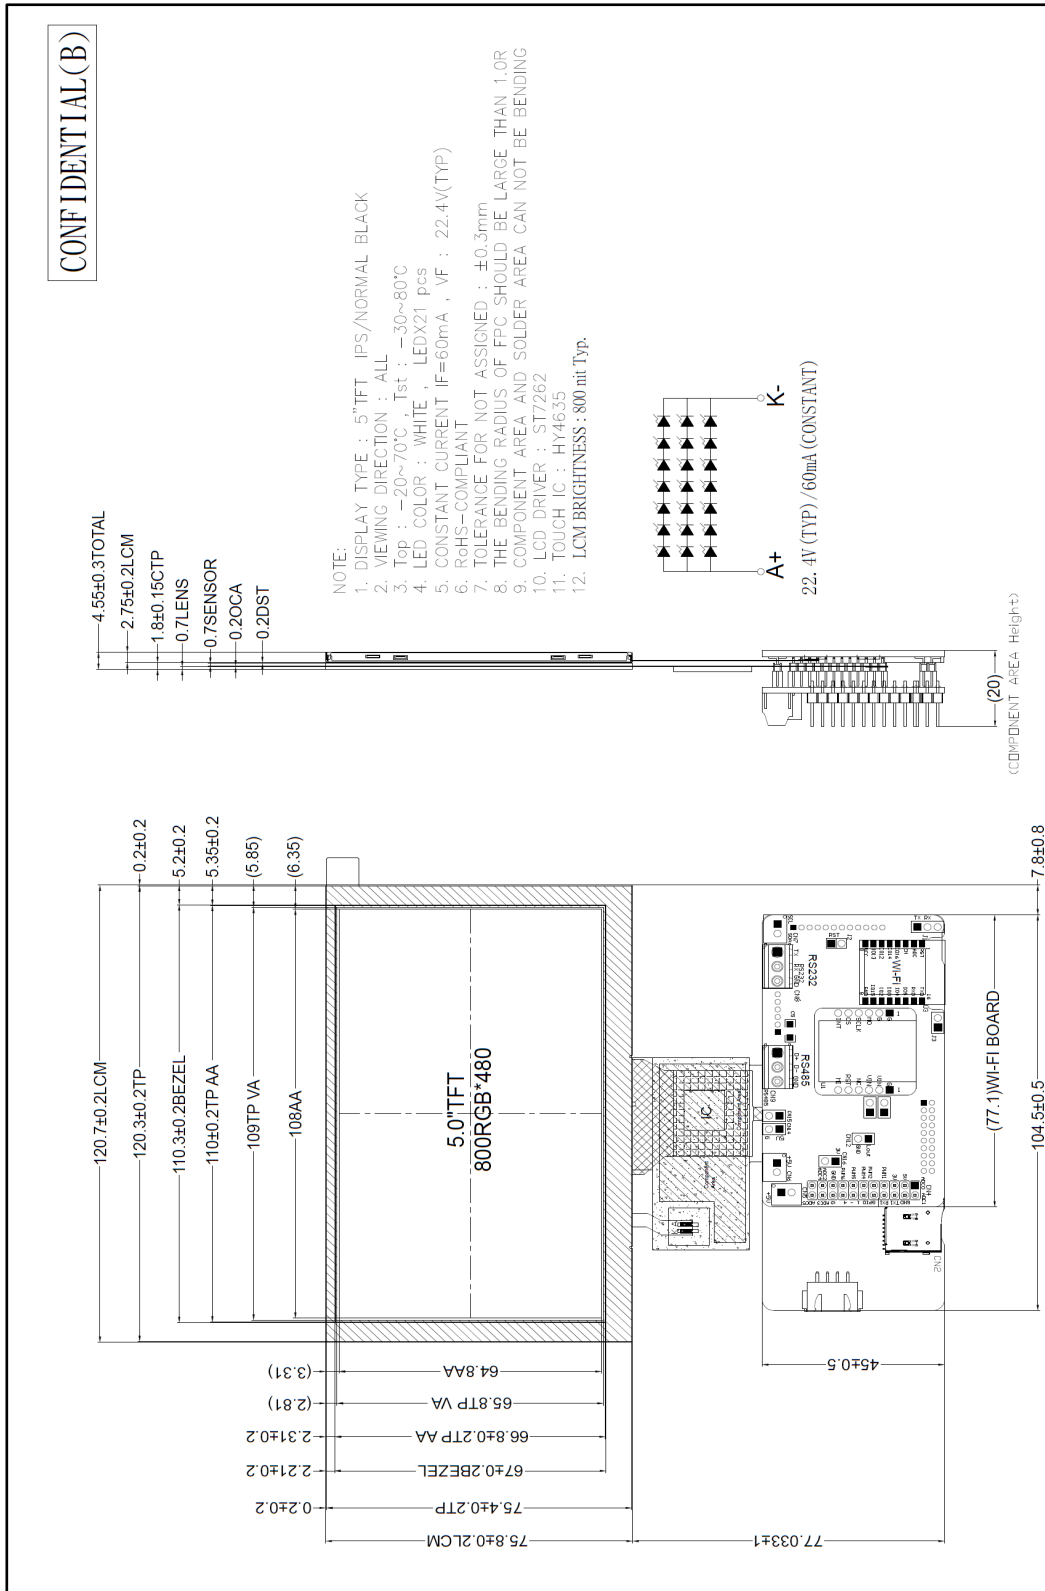 CONFIDENTIAL(B)
4.55±0.3TOTAL
2.75±0.2LCM
1.8±0.15CTP
0.7LENS
0.7SENSOR
0.2OCA
0.2DST
NOTE:
1. DISPLAY TYPE : 5"TFT IPS/NORMAL BLACK
2. VIEWING DIRECTION : ALL
3. Top : -20~70°C , Tst : -30~80°C
4. LED COLOR : WHITE , LEDX21 pcs
5. CONSTANT CURRENT IF=60mA , VF : 22.4V(TYP)
6. RoHS-COMPLIANT
7. TOLERANCE FOR NOT ASSIGNED : ±0.3mm
8. THE BENDING RADIUS OF FPC SHOULD BE LARGE THAN 1.0R
9. COMPONENT AREA AND SOLDER AREA CAN NOT BE BENDING
10. LCD DRIVER : ST7262
11. TOUCH IC : HY4635
12. LCM BRIGHTNESS : 800 nit Typ.
A+
K-
22.4V(TYP)/60mA(CONSTANT)
(20)
(COMPONENT AREA Height)
120.7±0.2LCM
0.2±0.2
120.3±0.2TP
5.2±0.2
110.3±0.2BEZEL
5.35±0.2
110±0.2TP AA
(5.85)
109TP VA
(6.35)
108AA
5.0"TFT
800RGB*480
(3.31)
64.8AA
(2.81)
65.8TP VA
2.31±0.2
66.8±0.2TP AA
2.21±0.2
67±0.2BEZEL
0.2±0.2
75.4±0.2TP
75.8±0.2LCM
77.033±1
45±0.5
IC
RS232
RS485
WI-FI
CN2
CN4
RST
TX RX
J3
(77.1)WI-FI BOARD
104.5±0.5
7.8±0.8